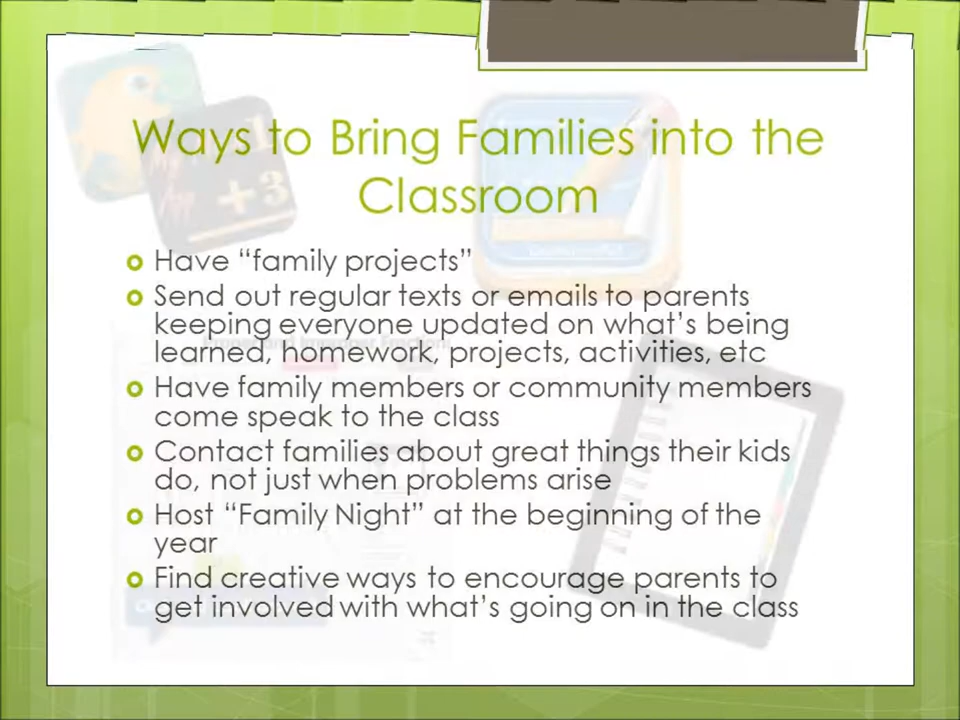 Ways to Bring Families into the
Classroom
Have “family projects”
Send out regular texts or emails to parents
keeping everyone updated on what’s being
learned, homework, projects, activities, etc
Have family members or community members
come speak to the class
Contact families about great things their kids
do, not just when problems arise
Host “Family Night” at the beginning of the
year
Find creative ways to encourage parents to
get involved with what’s going on in the class
+3